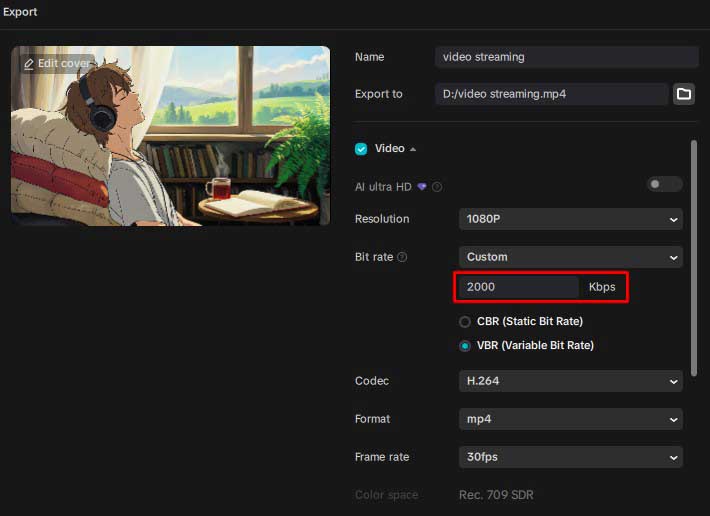 Export
Edit cover
Name video streaming
Export to D:/video streaming.mp4
Video
AI ultra HD
Resolution 1080P
Bit rate Custom
2000 Kbps
CBR (Static Bit Rate)
VBR (Variable Bit Rate)
Codec H.264
Format mp4
Frame rate 30fps
Color space Rec. 709 SDR